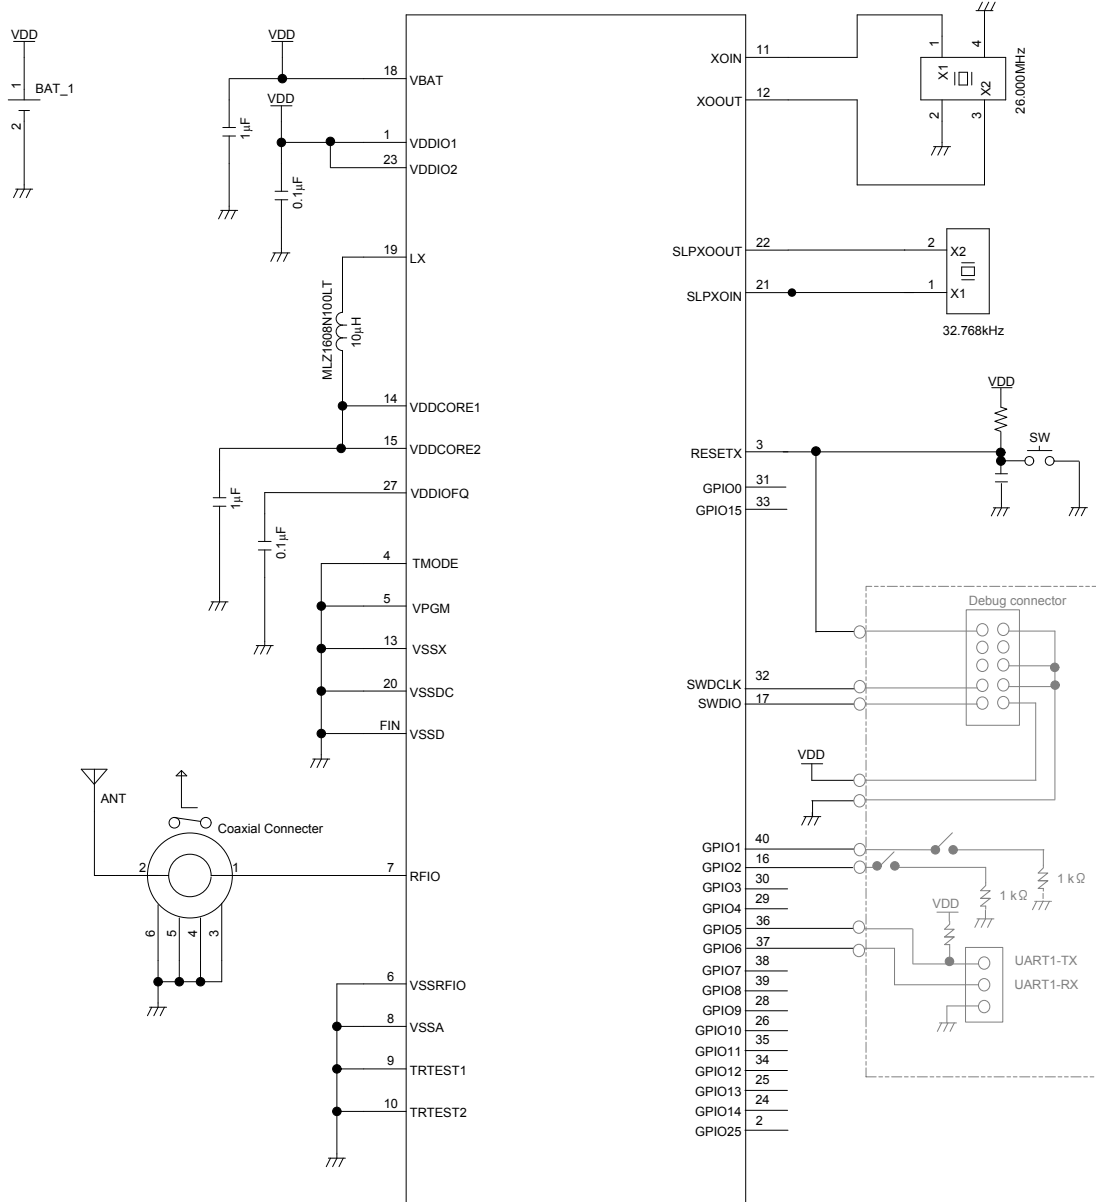 VDD
1
BAT_1
2
VDD
18
VBAT
1μF
VDD
1
VDDIO1
23
VDDIO2
0.1μF
19
LX
MLZ1608N100LT
10μH
14
VDDCORE1
15
VDDCORE2
1μF
27
VDDIOFQ
0.1μF
4
TMODE
5
VPGM
13
VSSX
20
VSSDC
FIN
VSSD
ANT
Coaxial Connecter
2
1
7
RFIO
6
5
4
3
6
VSSRFIO
8
VSSA
9
TRTEST1
10
TRTEST2
XOIN
11
XOOUT
12
1
4
X1
X2
2
3
26.000MHz
SLPXOOUT
22
2
X2
SLPXOIN
21
1
X1
32.768kHz
VDD
SW
RESETX
3
GPIO0
31
GPIO15
33
Debug connector
SWDCLK
32
SWDIO
17
VDD
GPIO1
40
GPIO2
16
GPIO3
30
GPIO4
29
GPIO5
36
GPIO6
37
GPIO7
38
GPIO8
39
GPIO9
28
GPIO10
26
GPIO11
35
GPIO12
34
GPIO13
25
GPIO14
24
GPIO25
2
1 kΩ
1 kΩ
VDD
UART1-TX
UART1-RX